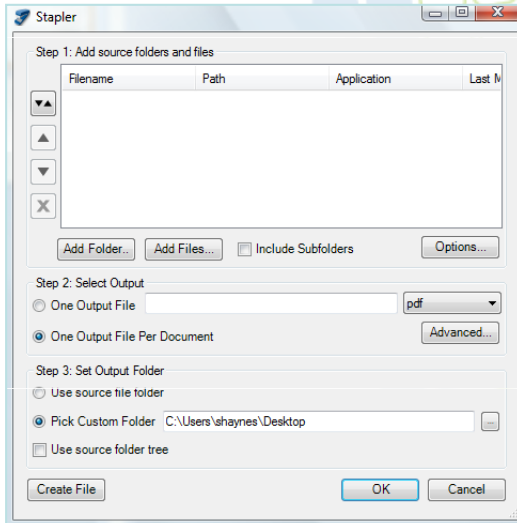 Stapler
Step 1: Add source folders and files
Filename Path Application Last M
Add Folder.. Add Files... Include Subfolders Options...
Step 2: Select Output
One Output File pdf
One Output File Per Document Advanced...
Step 3: Set Output Folder
Use source file folder
Pick Custom Folder C:\Users\shaynes\Desktop ...
Use source folder tree
Create File OK Cancel